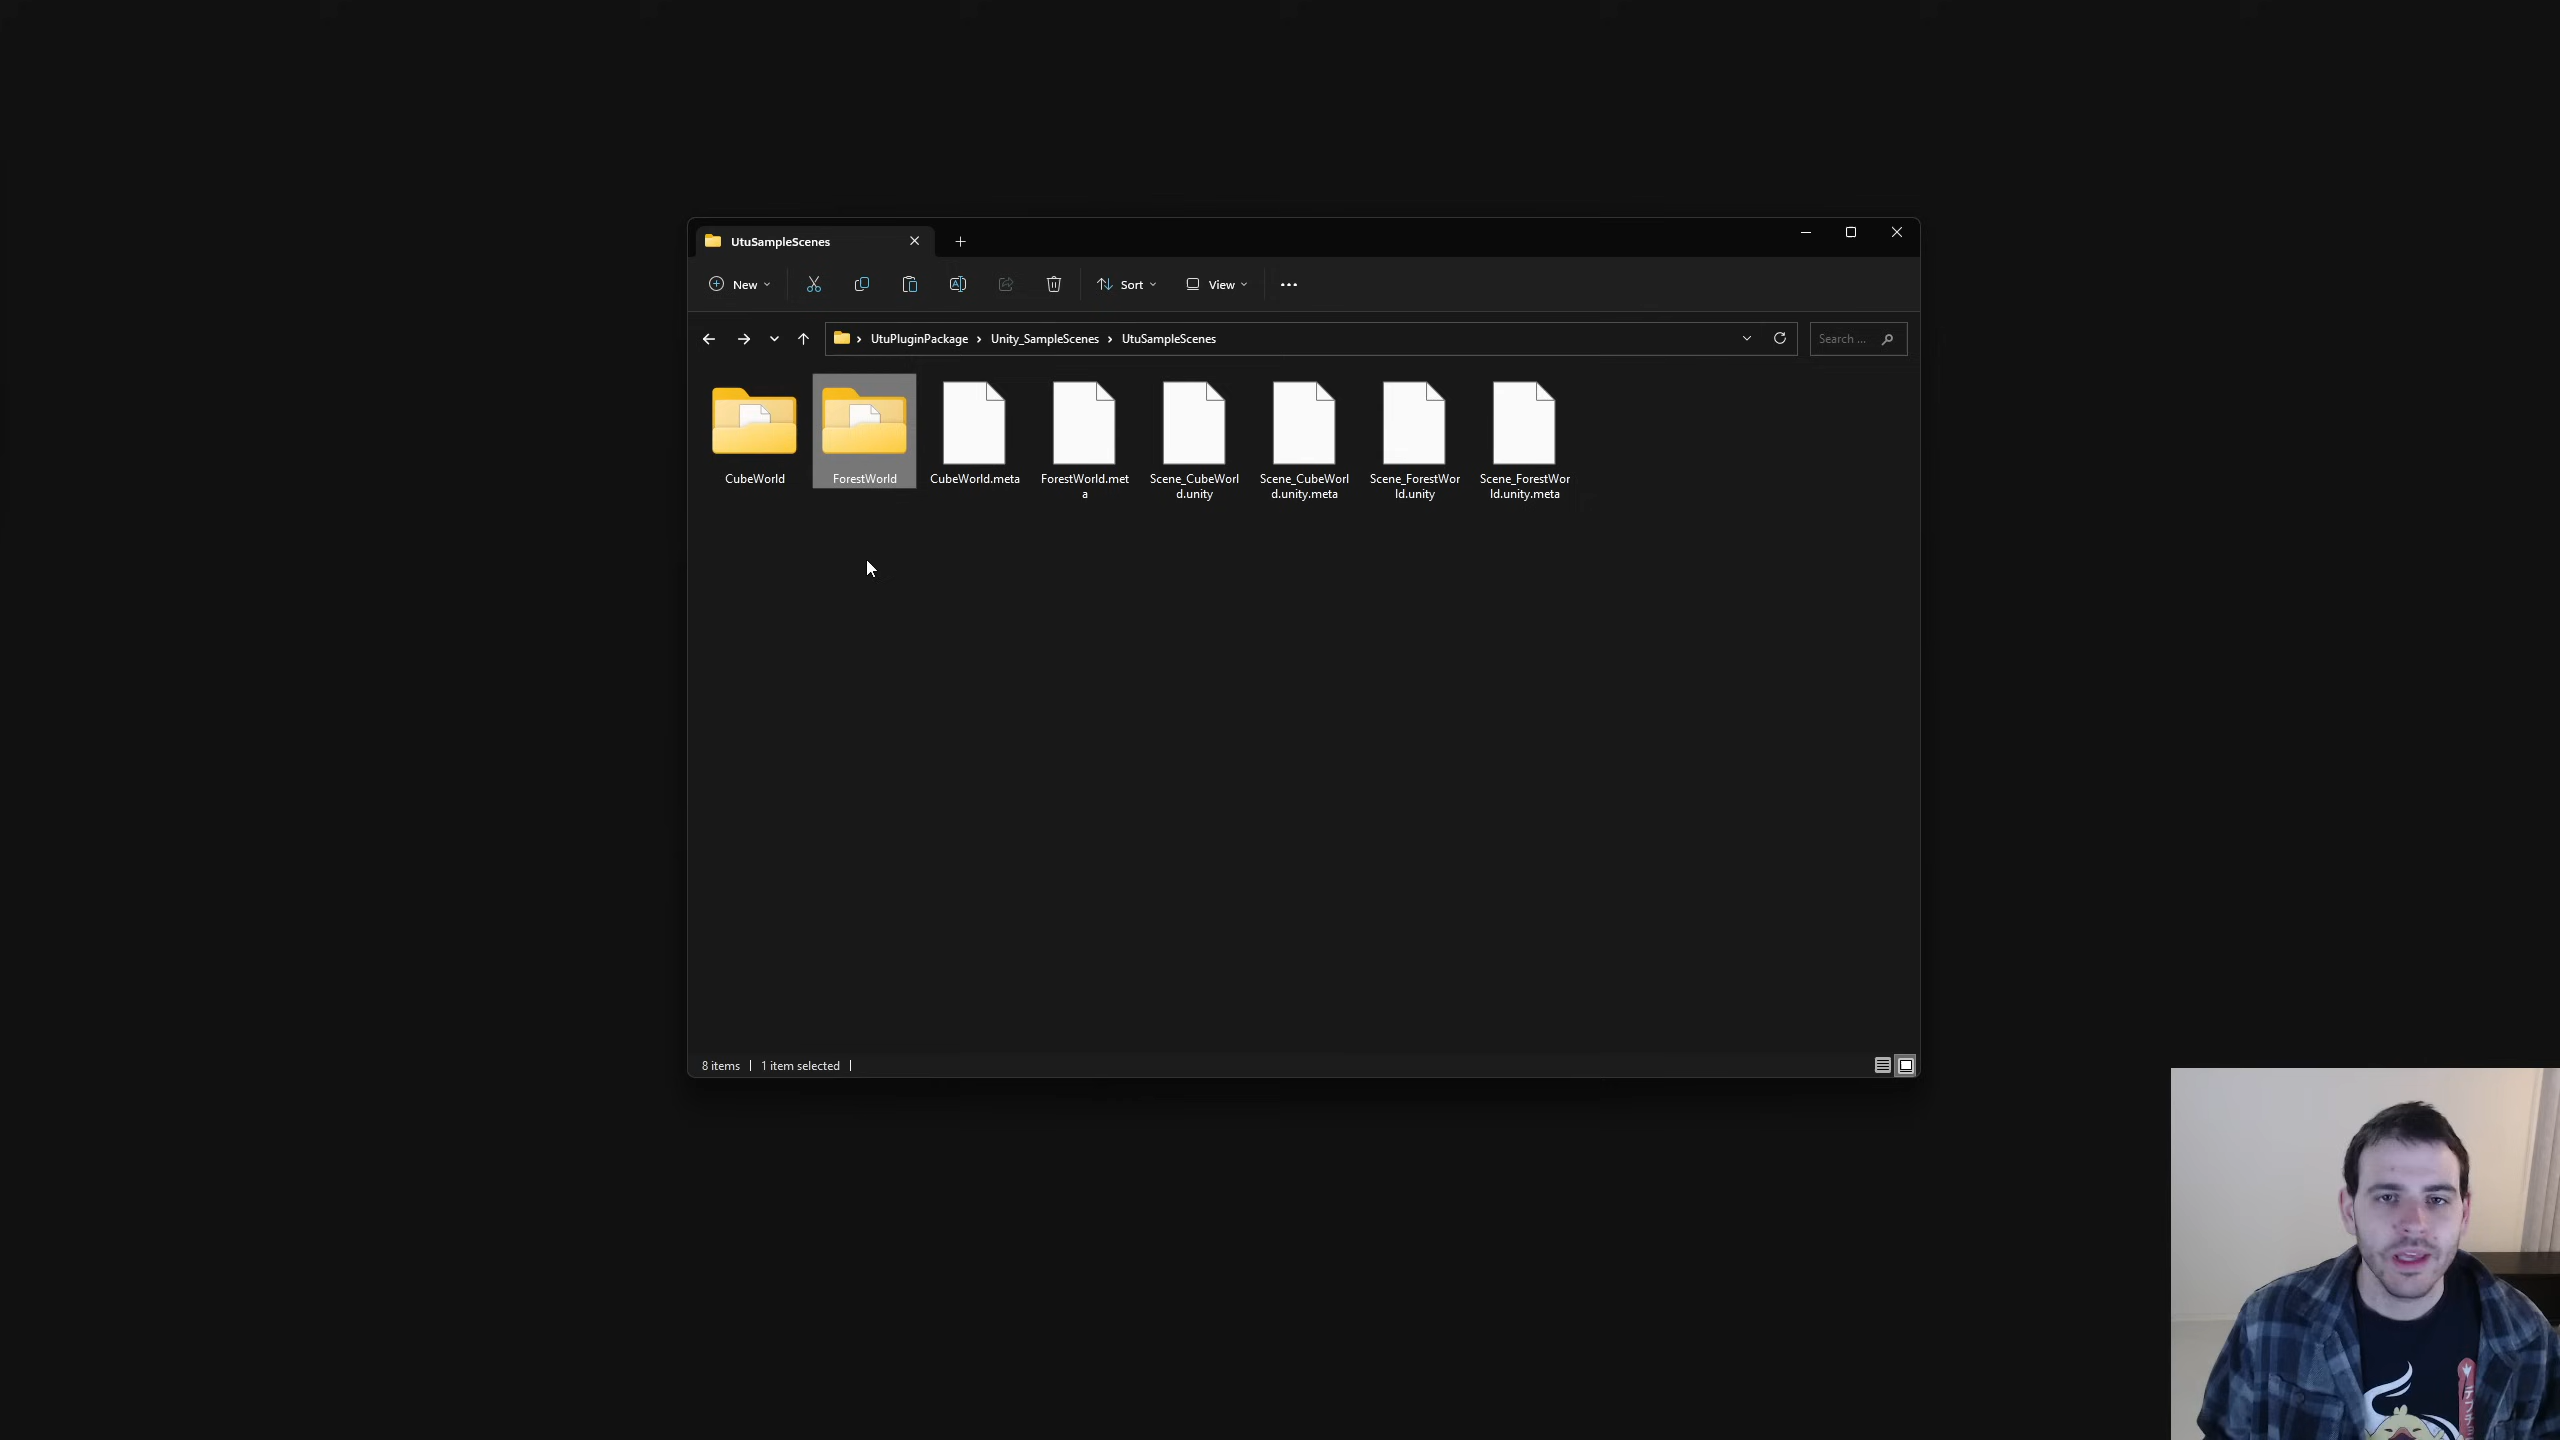 UtuSampleScenes
New
Sort
View
UtuPluginPackage > Unity_SampleScenes > UtuSampleScenes
Search ...
CubeWorld
ForestWorld
CubeWorld.meta
ForestWorld.met
a
Scene_CubeWorl
d.unity
Scene_CubeWorl
d.unity.meta
Scene_ForestWor
ld.unity
Scene_ForestWor
ld.unity.meta
8 items
1 item selected